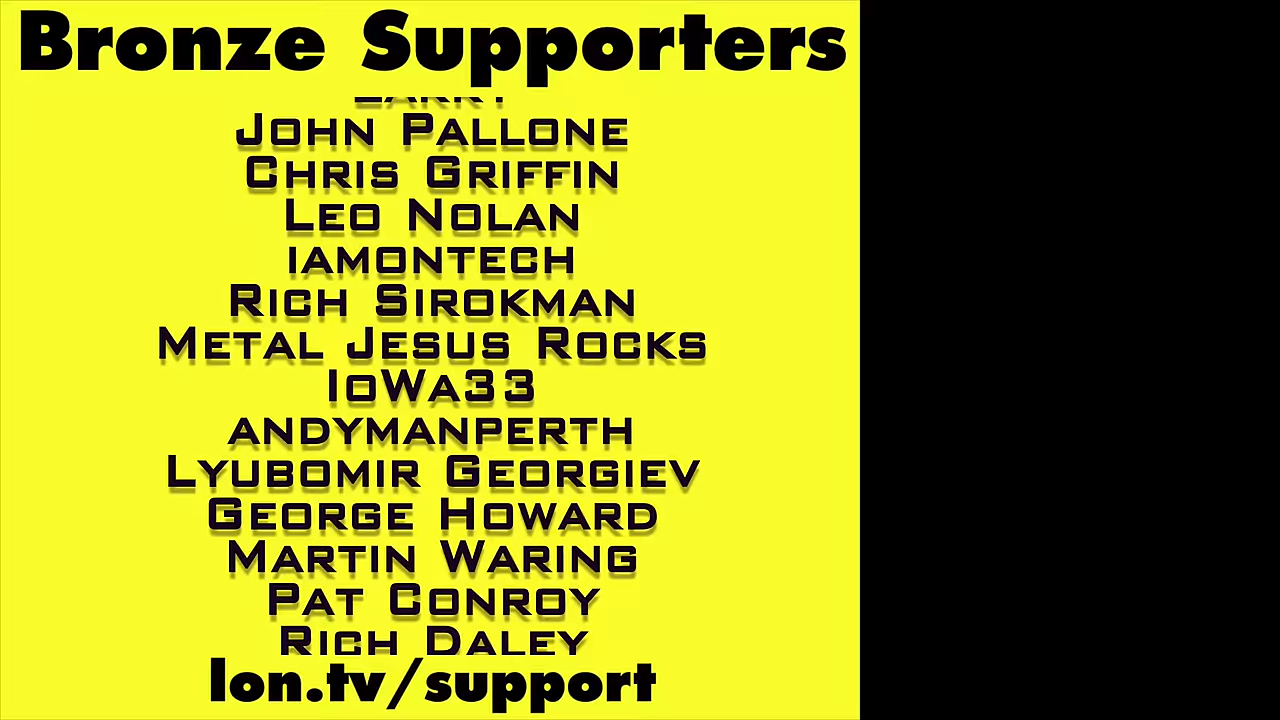 Bronze Supporters
John Pallone
Chris Griffin
Leo Nolan
iamontech
Rich Sirokman
Metal Jesus Rocks
IoWa33
andymanperth
Lyubomir Georgiev
George Howard
Martin Waring
Pat Conroy
Rich Daley
lon.tv/support